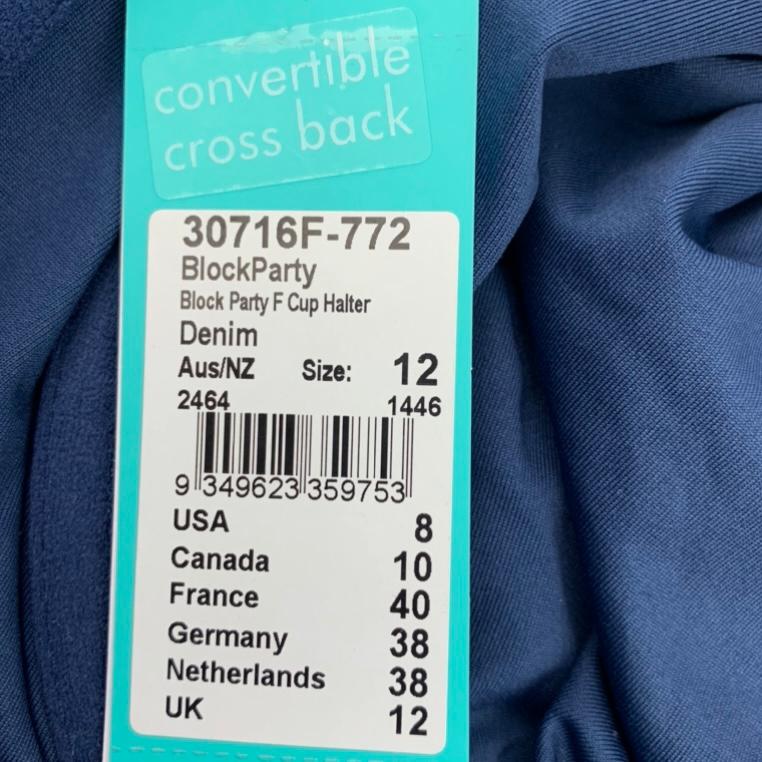 convertible
cross back
30716F-772
BlockParty
Block Party F Cup Halter
Denim
Aus/NZ Size: 12
2464 1446
9 349623 359753
USA 8
Canada 10
France 40
Germany 38
Netherlands 38
UK 12